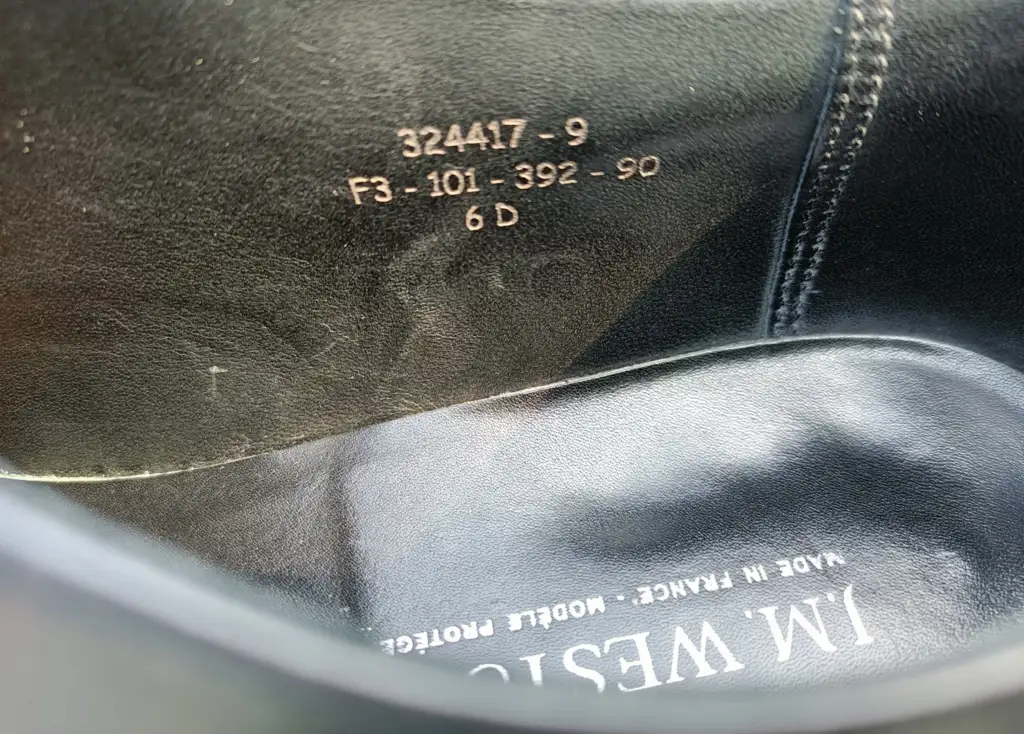 324417 - 9
F3 - 101 - 392 - 90
6 D
J.M. WESTO
MADE IN FRANCE - MODÈLE PROTÉGÉ